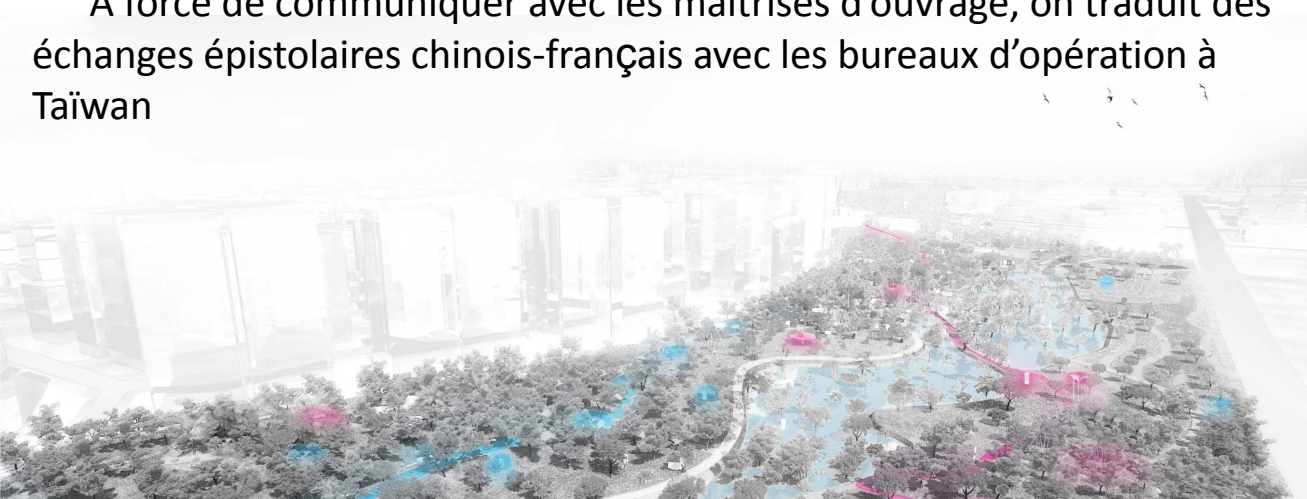 A force de communiquer avec les maîtrises d'ouvrage, on traduit des
échanges épistolaires chinois-français avec les bureaux d'opération à
Taïwan